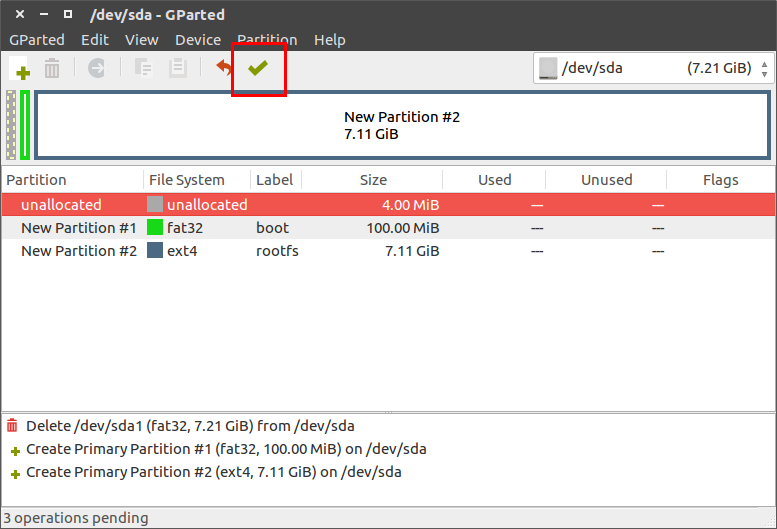 /dev/sda - GParted
GParted Edit View Device Partition Help
/dev/sda (7.21 GiB)
New Partition #2
7.11 GiB
Partition File System Label Size Used Unused Flags
unallocated unallocated 4.00 MiB --- ---
New Partition #1 fat32 boot 100.00 MiB --- ---
New Partition #2 ext4 rootfs 7.11 GiB --- ---
Delete /dev/sda1 (fat32, 7.21 GiB) from /dev/sda
Create Primary Partition #1 (fat32, 100.00 MiB) on /dev/sda
Create Primary Partition #2 (ext4, 7.11 GiB) on /dev/sda
3 operations pending